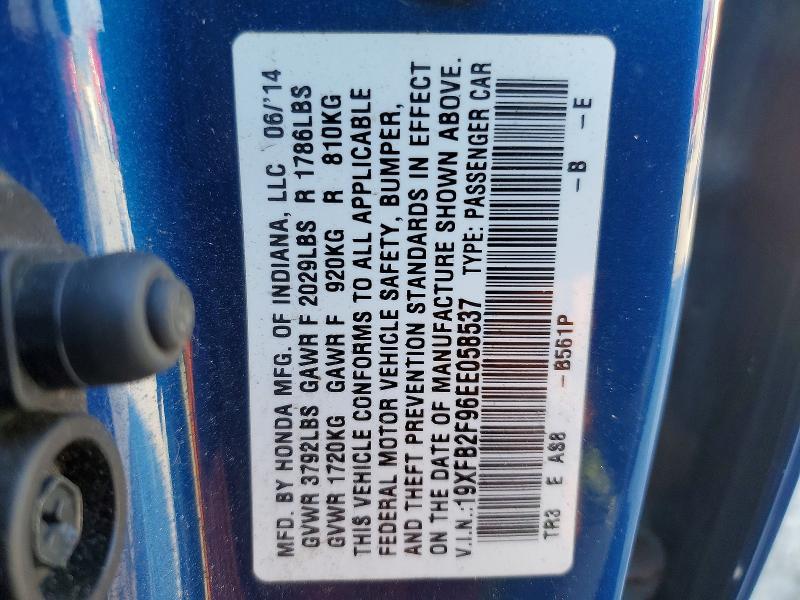 MFD. BY HONDA MFG. OF INDIANA, LLC 06/'14
GVWR 3792LBS GAWR F 2029LBS R 1786LBS
GVWR 1720KG GAWR F 920KG R 810KG
THIS VEHICLE CONFORMS TO ALL APPLICABLE
FEDERAL MOTOR VEHICLE SAFETY, BUMPER,
AND THEFT PREVENTION STANDARDS IN EFFECT
ON THE DATE OF MANUFACTURE SHOWN ABOVE.
V.I.N.:19XFB2F96EE058537 TYPE: PASSENGER CAR
TR3 E A88 -B561P -B -E